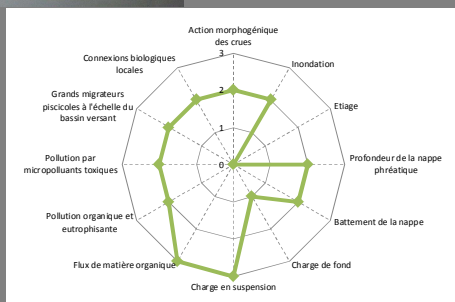 Action morphogénique
des crues
Inondation
Etiage
Profondeur de la nappe
phréatique
Battement de la nappe
Charge de fond
Charge en suspension
Flux de matière organique
Pollution organique et
eutrophisante
Pollution par
micropolluants toxiques
Grands migrateurs
piscicoles à l'échelle du
bassin versant
Connexions biologiques
locales
3
2
1
0